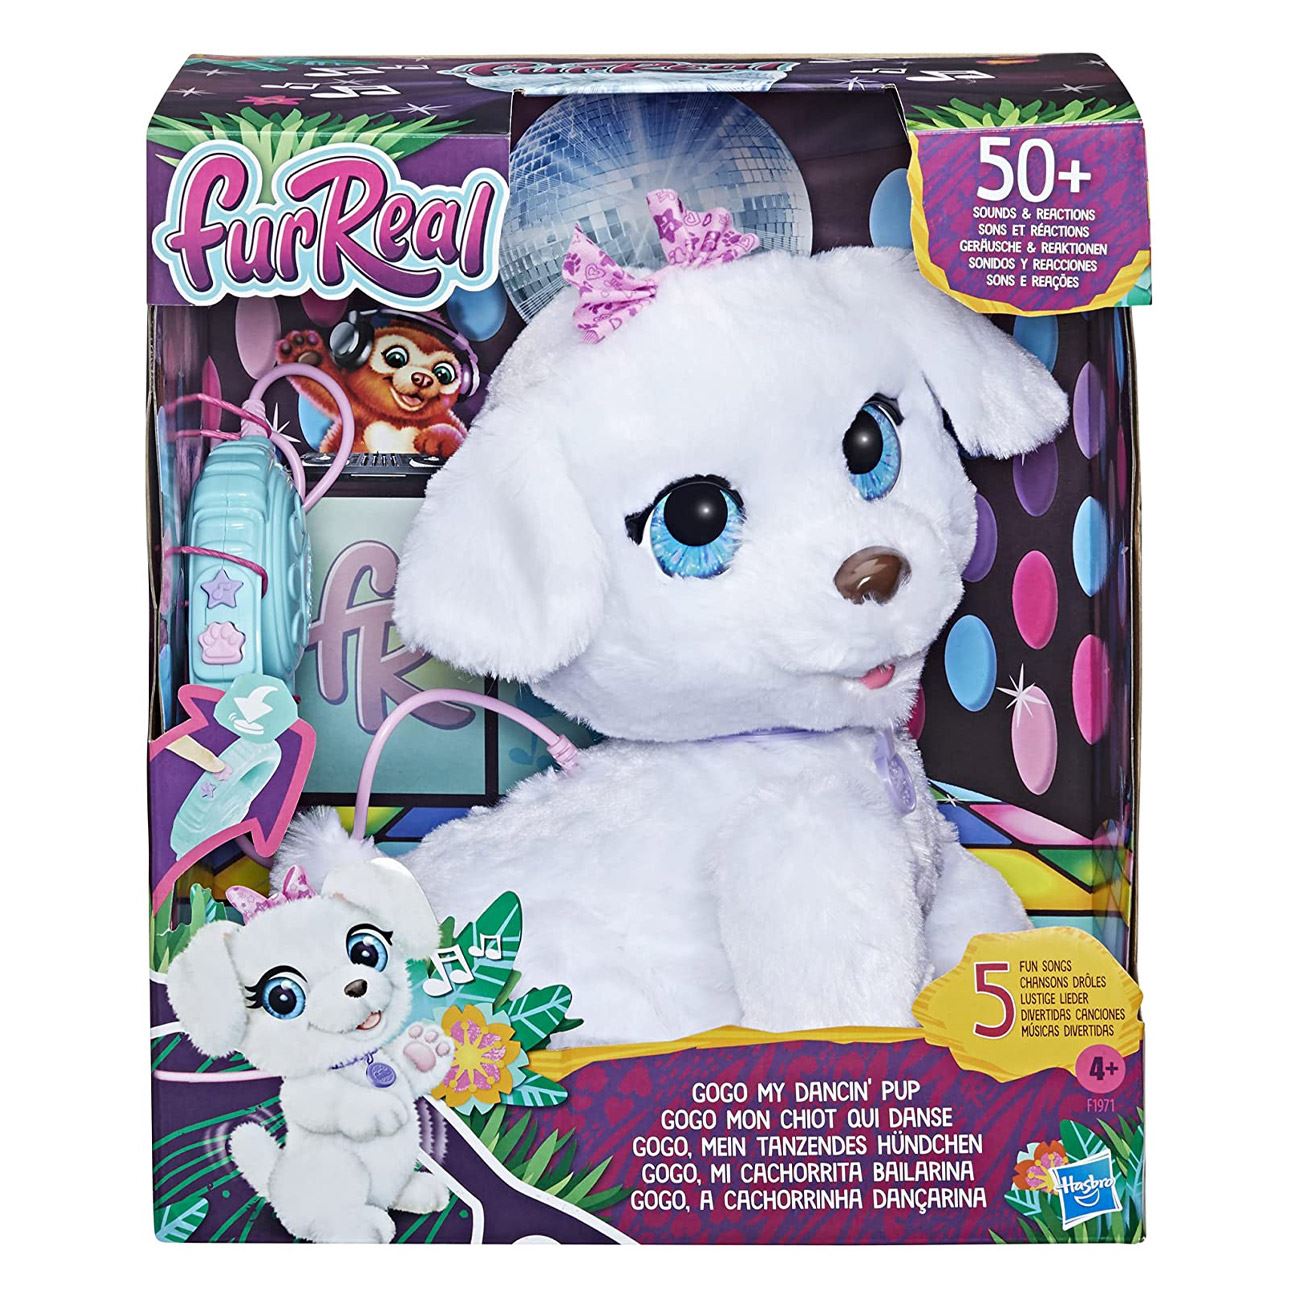 furReal
furReal
50+
SOUNDS & REACTIONS
SONS ET RÉACTIONS
GERÄUSCHE & REAKTIONEN
SONIDOS Y REACCIONES
SONS E REAÇÕES
fR
5
FUN SONGS
CHANSONS DRÔLES
LUSTIGE LIEDER
DIVERTIDAS CANCIONES
MÚSICAS DIVERTIDAS
4+
F1971
GOGO MY DANCIN' PUP
GOGO MON CHIOT QUI DANSE
GOGO, MEIN TANZENDES HÜNDCHEN
GOGO, MI CACHORRITA BAILARINA
GOGO, A CACHORRINHA DANÇARINA
Hasbro